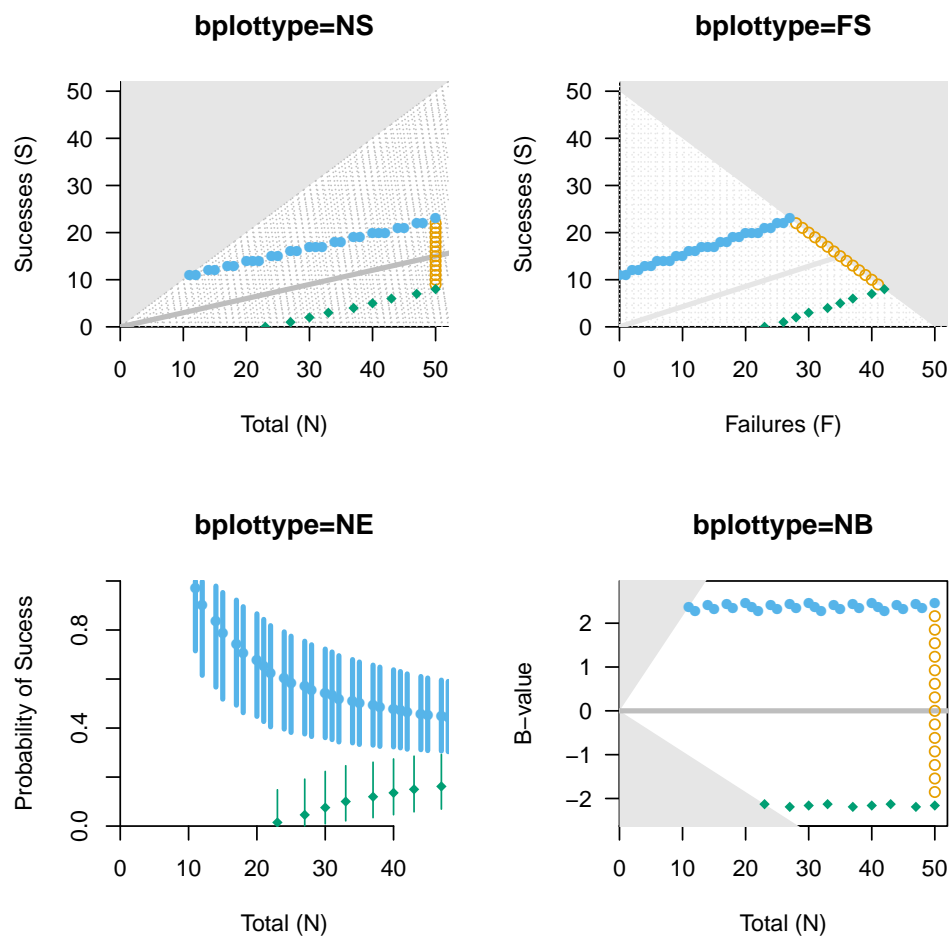 bplottype=NS
Sucesses (S)
50
40
30
20
10
0
0 10 20 30 40 50
Total (N)
bplottype=FS
Sucesses (S)
50
40
30
20
10
0
0 10 20 30 40 50
Failures (F)
bplottype=NE
Probability of Sucess
0.8
0.4
0.0
0 10 20 30 40
Total (N)
bplottype=NB
B−value
2
1
0
−1
−2
0 10 20 30 40 50
Total (N)